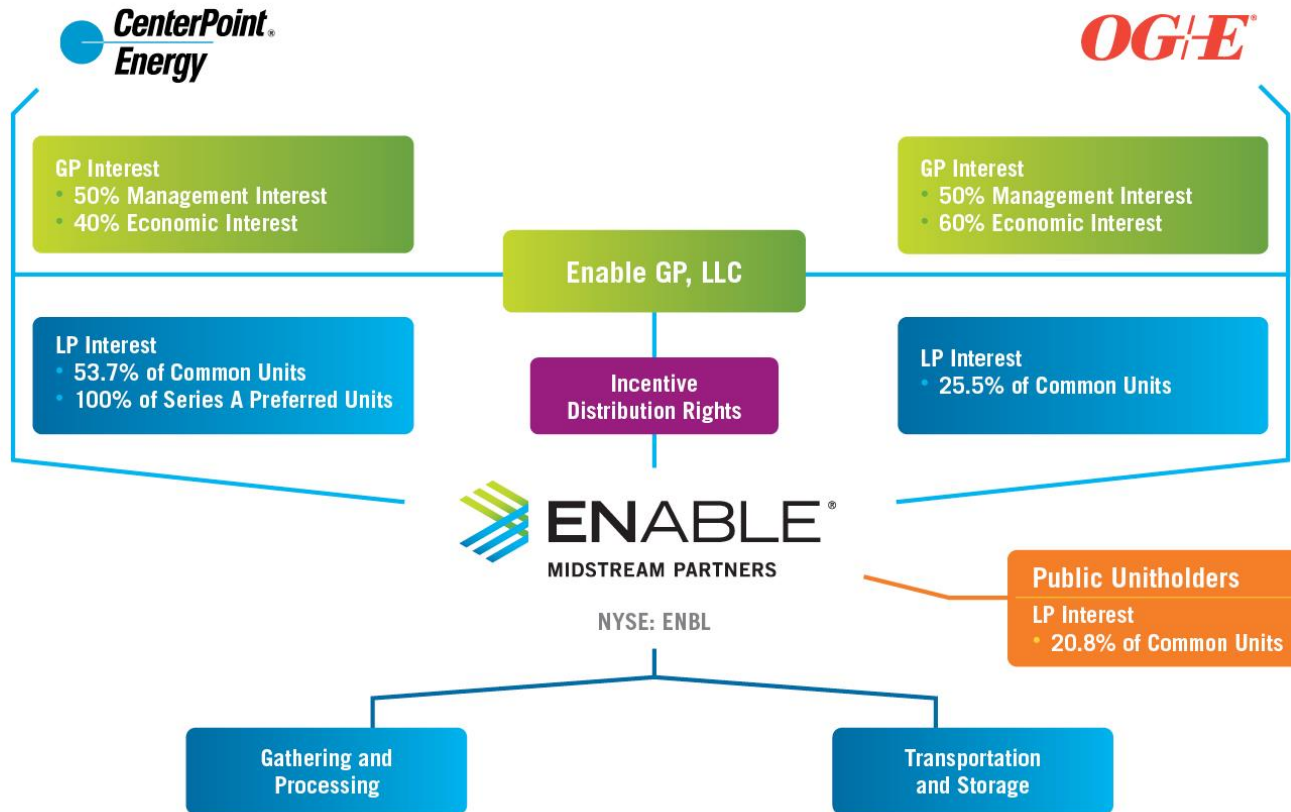 CenterPoint®
Energy
OG+E®
GP Interest
• 50% Management Interest
• 40% Economic Interest
GP Interest
• 50% Management Interest
• 60% Economic Interest
Enable GP, LLC
LP Interest
• 53.7% of Common Units
• 100% of Series A Preferred Units
Incentive
Distribution Rights
LP Interest
• 25.5% of Common Units
ENABLE®
MIDSTREAM PARTNERS
NYSE: ENBL
Public Unitholders
LP Interest
• 20.8% of Common Units
Gathering and
Processing
Transportation
and Storage